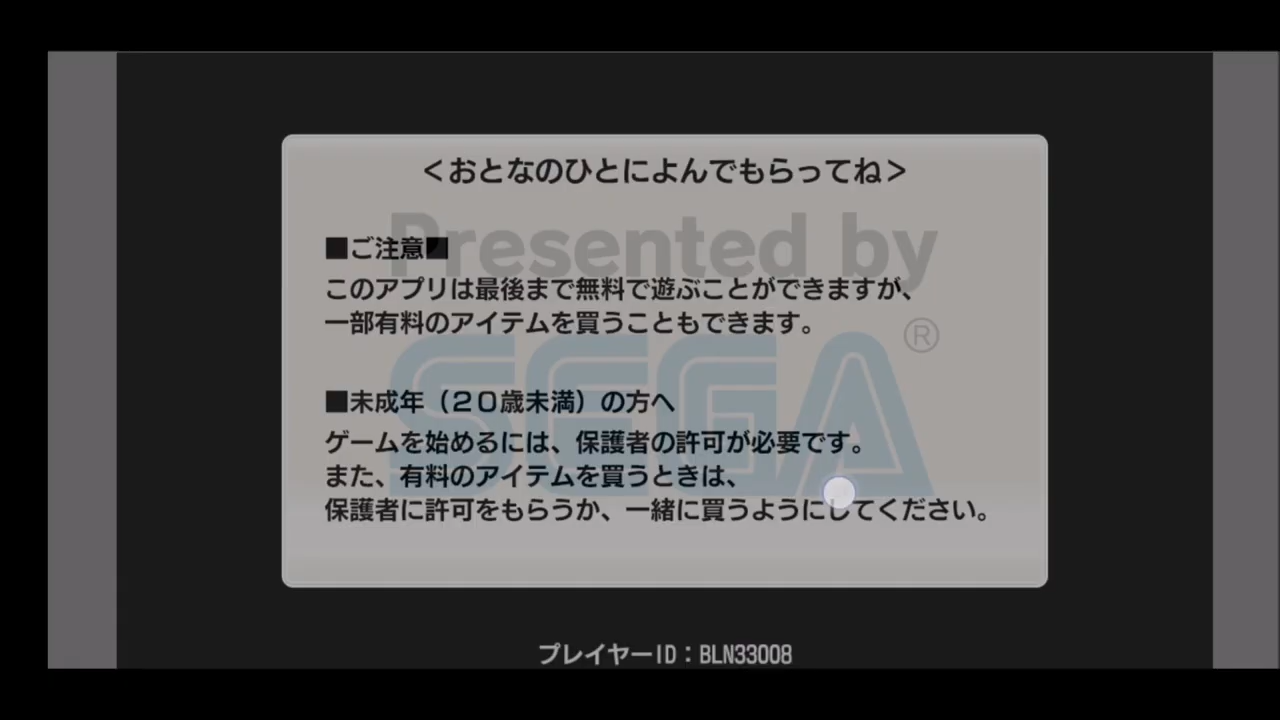 ＜おとなのひとによんでもらってね＞
Presented by
■ご注意■
このアプリは最後まで無料で遊ぶことができますが、
一部有料のアイテムを買うこともできます。
SEGA®
■未成年（２０歳未満）の方へ
ゲームを始めるには、保護者の許可が必要です。
また、有料のアイテムを買うときは、
保護者に許可をもらうか、一緒に買うようにしてください。
プレイヤーID：BLN33008